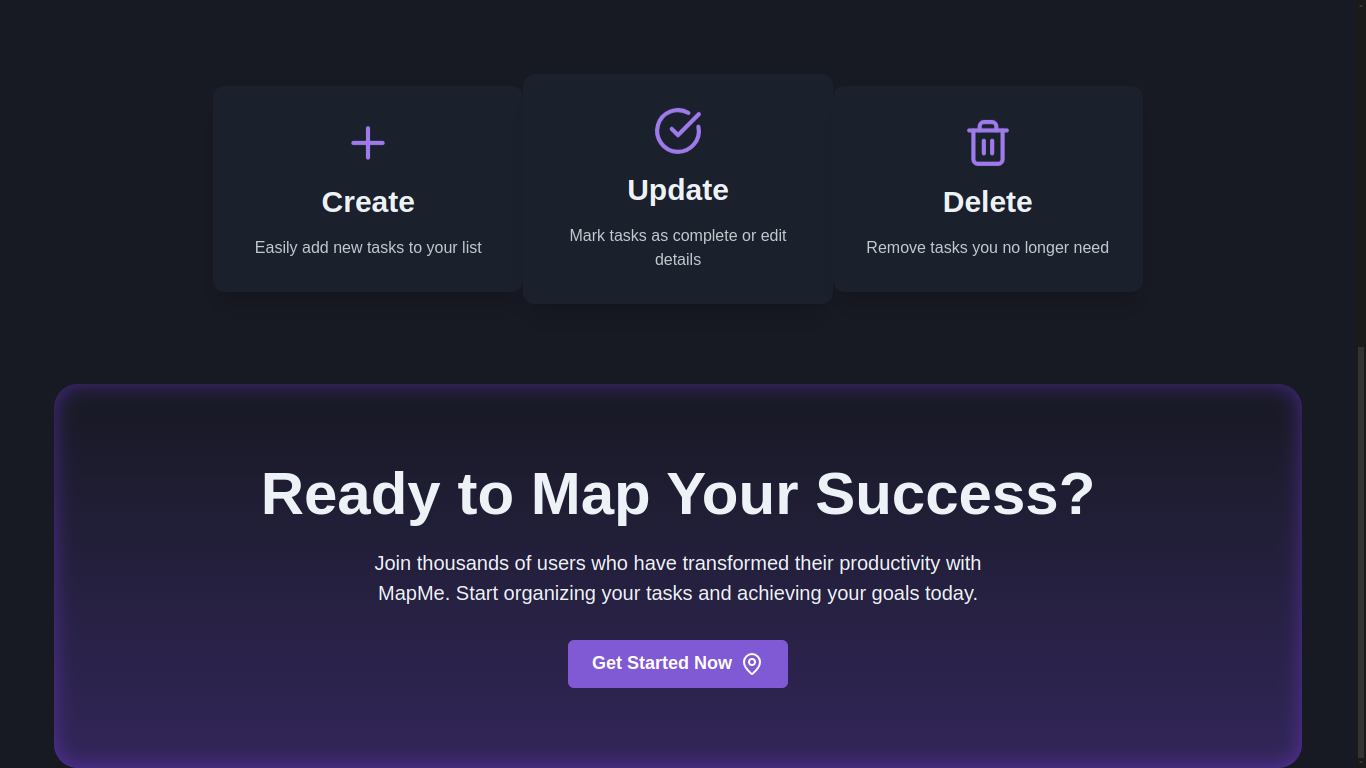 Create
Easily add new tasks to your list
Update
Mark tasks as complete or edit
details
Delete
Remove tasks you no longer need
Ready to Map Your Success?
Join thousands of users who have transformed their productivity with
MapMe. Start organizing your tasks and achieving your goals today.
Get Started Now